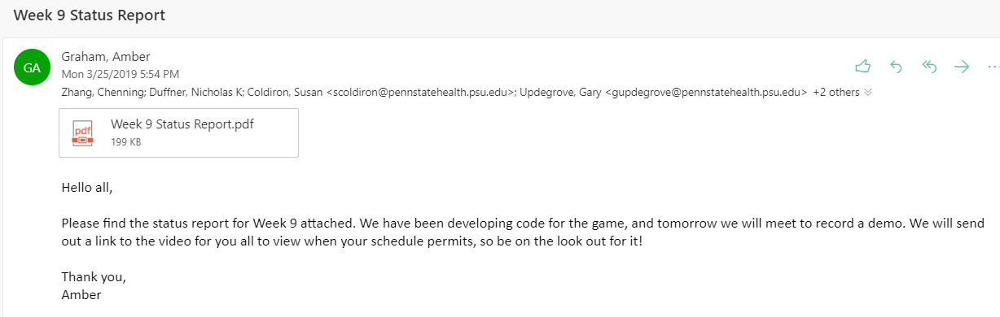 Week 9 Status Report
GA
Graham, Amber
Mon 3/25/2019 5:54 PM
Zhang, Chenning; Duffner, Nicholas K; Coldiron, Susan <scoldiron@pennstatehealth.psu.edu>; Updegrove, Gary <gupdegrove@pennstatehealth.psu.edu> +2 others
pdf
Week 9 Status Report.pdf
199 KB
Hello all,
Please find the status report for Week 9 attached. We have been developing code for the game, and tomorrow we will meet to record a demo. We will send
out a link to the video for you all to view when your schedule permits, so be on the look out for it!
Thank you,
Amber